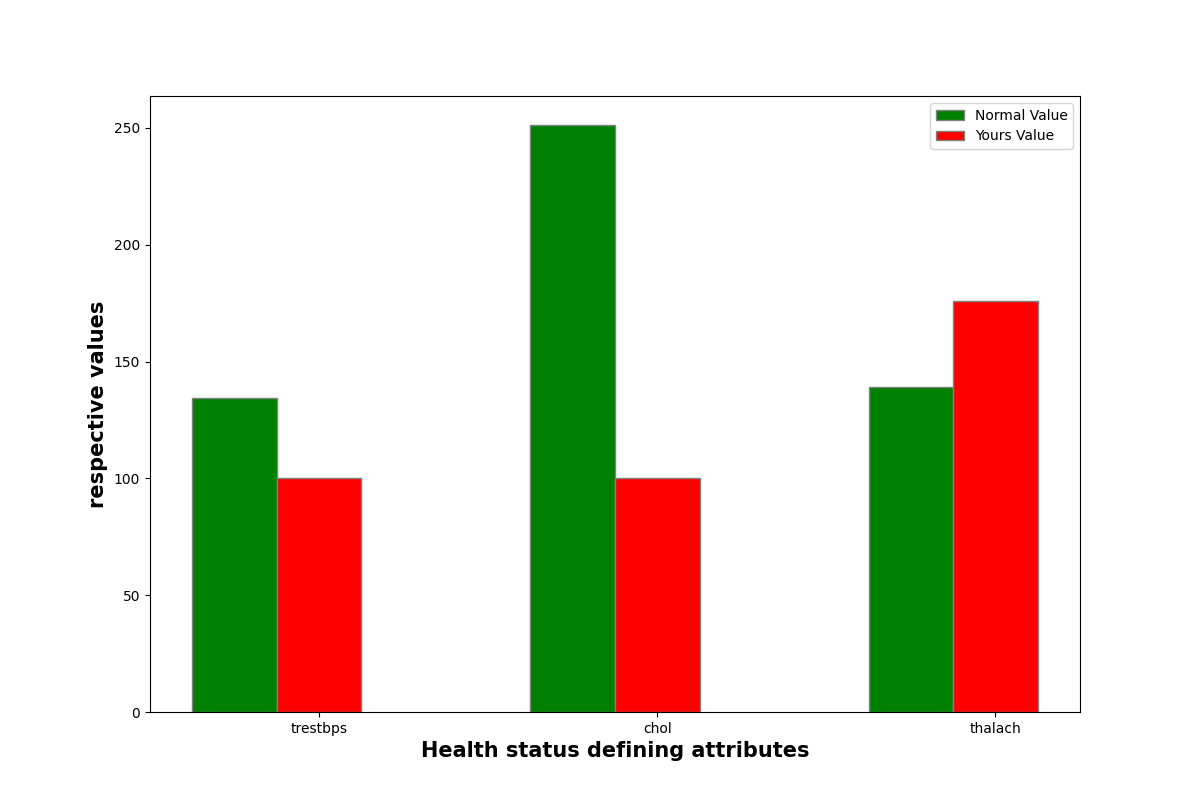 Normal Value
Yours Value
250
200
150
100
50
0
respective values
trestbps
chol
thalach
Health status defining attributes